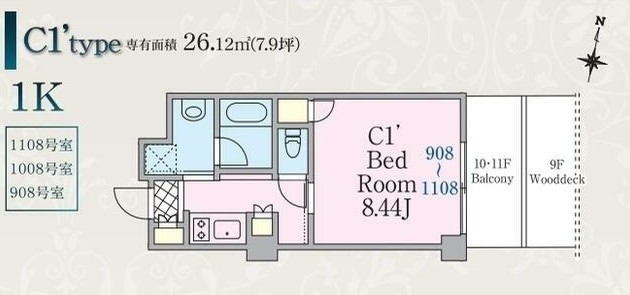 C1'type 専有面積 26.12㎡(7.9坪)
1K
1108号室
1008号室
908号室
N
C1'
Bed
Room
8.44J
908
～
1108
10･11F
Balcony
9F
Wooddeck